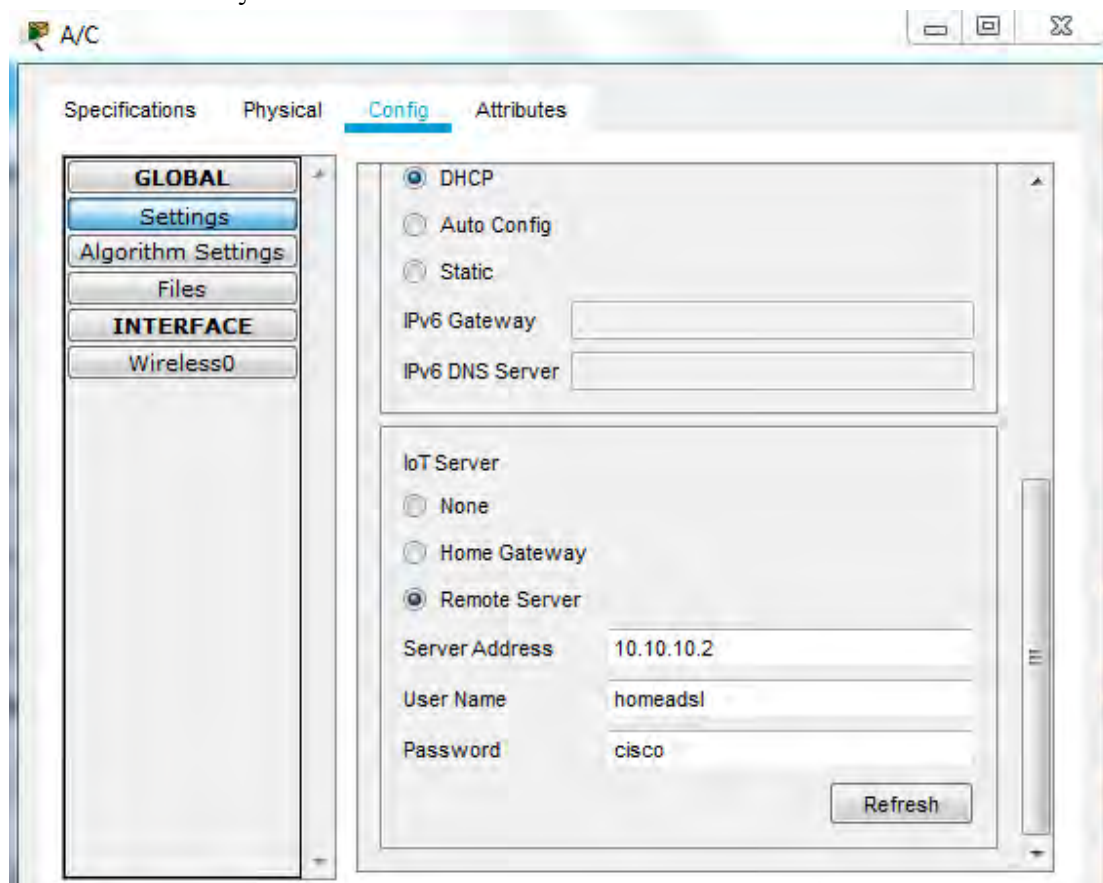 A/C
Specifications Physical Config Attributes
GLOBAL
Settings
Algorithm Settings
Files
INTERFACE
Wireless0
DHCP
Auto Config
Static
IPv6 Gateway
IPv6 DNS Server
IoT Server
None
Home Gateway
Remote Server
Server Address 10.10.10.2
User Name homeadsl
Password cisco
Refresh